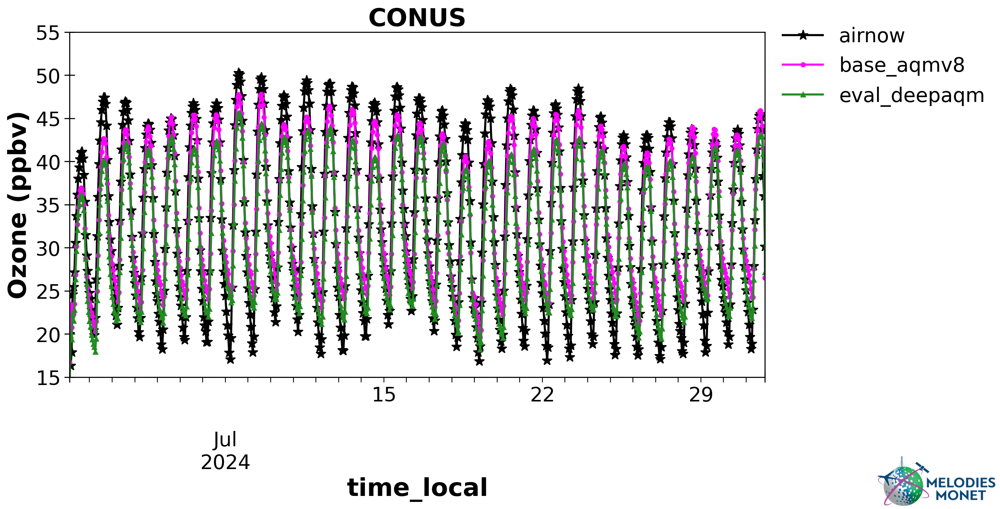 CONUS
55
50
45
40
35
30
25
20
15
Ozone (ppbv)
15
22
29
Jul
2024
time_local
airnow
base_aqmv8
eval_deepaqm
MELODIES
MONET